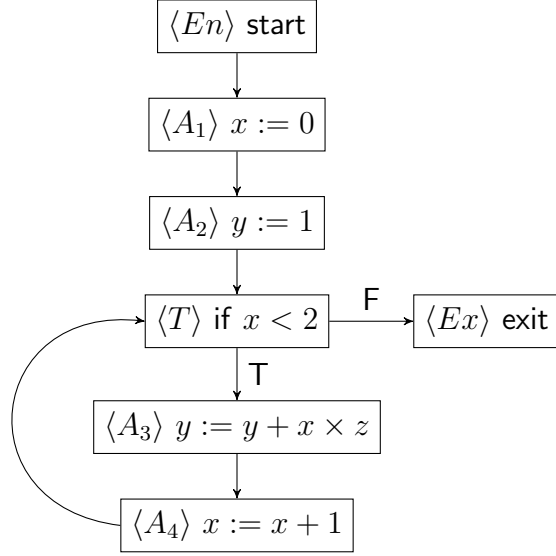 ⟨En⟩ start
⟨A₁⟩ x := 0
⟨A₂⟩ y := 1
⟨T⟩ if x < 2
F
⟨Ex⟩ exit
T
⟨A₃⟩ y := y + x × z
⟨A₄⟩ x := x + 1